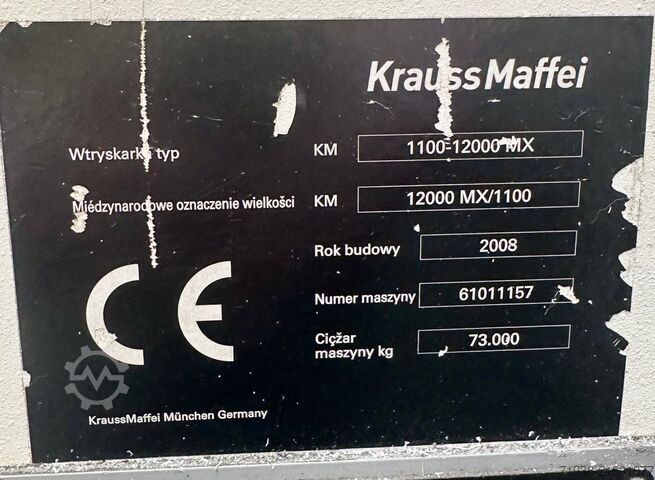 KraussMaffei
Wtryskarka typ KM 1100-12000 MX
Międzynarodowe oznaczenie wielkości KM 12000 MX/1100
Rok budowy 2008
Numer maszyny 61011157
Ciężar
maszyny kg 73.000
CE
KraussMaffei München Germany